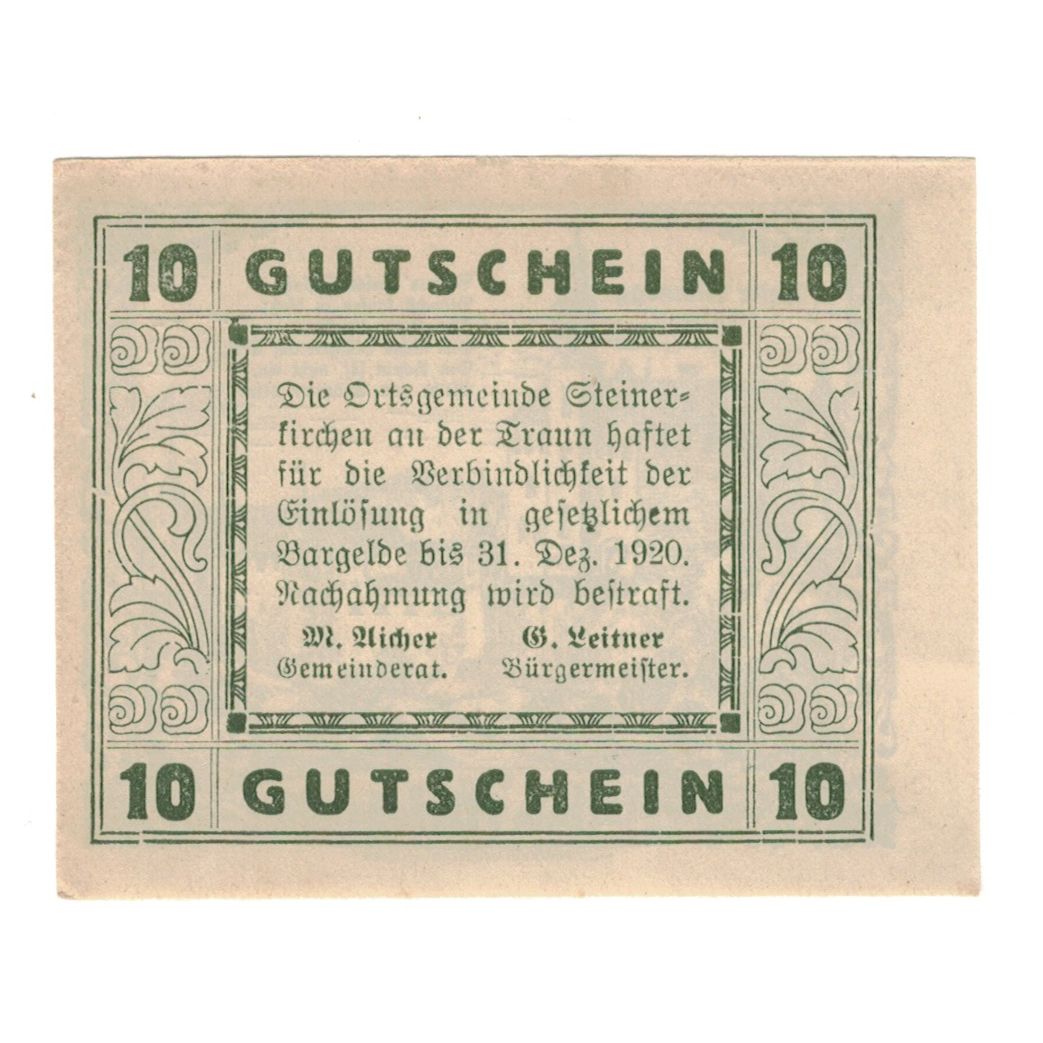 10 GUTSCHEIN 10
Die Ortsgemeinde Steiner=
kirchen an der Traun haftet
für die Verbindlichkeit der
Einlösung in gesetzlichem
Bargelde bis 31. Dez. 1920.
Nachahmung wird bestraft.
M. Aicher G. Leitner
Gemeinderat. Bürgermeister.
10 GUTSCHEIN 10